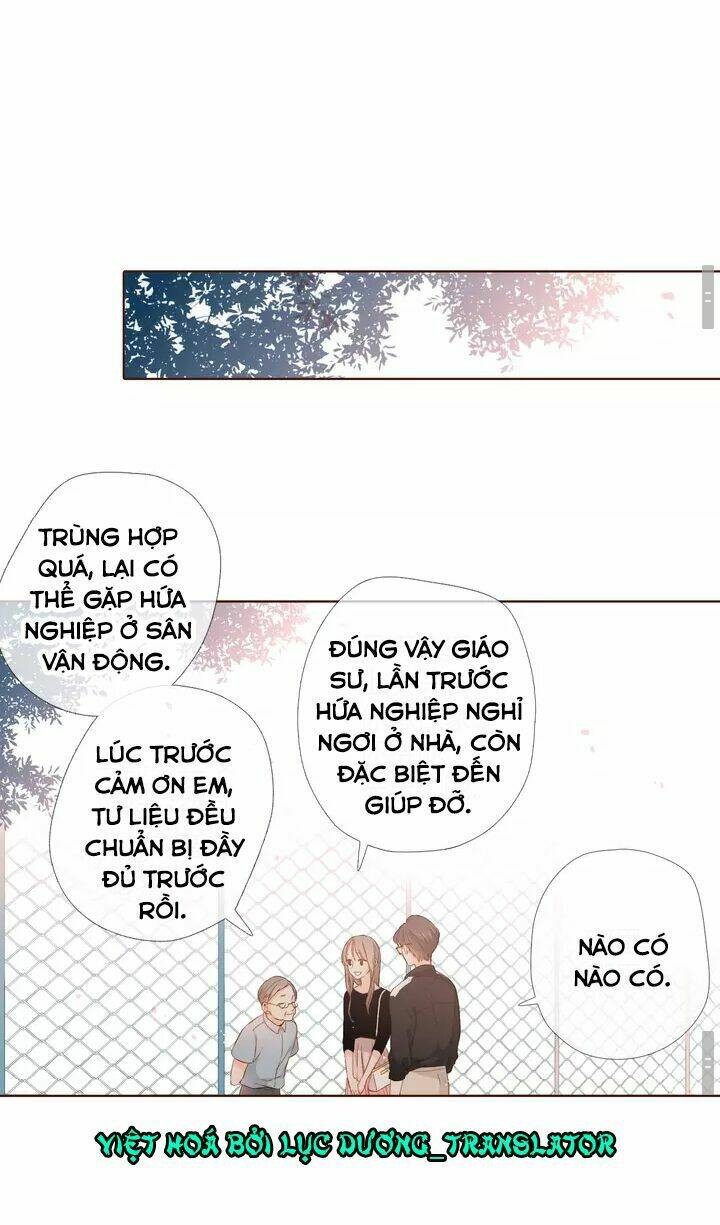 TRÙNG HỢP
QUÁ, LẠI CÓ
THỂ GẶP HỨA
NGHIỆP Ở SÂN
VẬN ĐỘNG.
LÚC TRƯỚC
CẢM ƠN EM,
TƯ LIỆU ĐỀU
CHUẨN BỊ ĐẦY
ĐỦ TRƯỚC
RỒI.
ĐÚNG VẬY GIÁO
SƯ, LẦN TRƯỚC
HỨA NGHIỆP NGHỈ
NGƠI Ở NHÀ, CÒN
ĐẶC BIỆT ĐẾN
GIÚP ĐỠ.
NÀO CÓ
NÀO CÓ.
VIỆT HOÁ BỞI LỤC DƯƠNG_TRANSLATOR